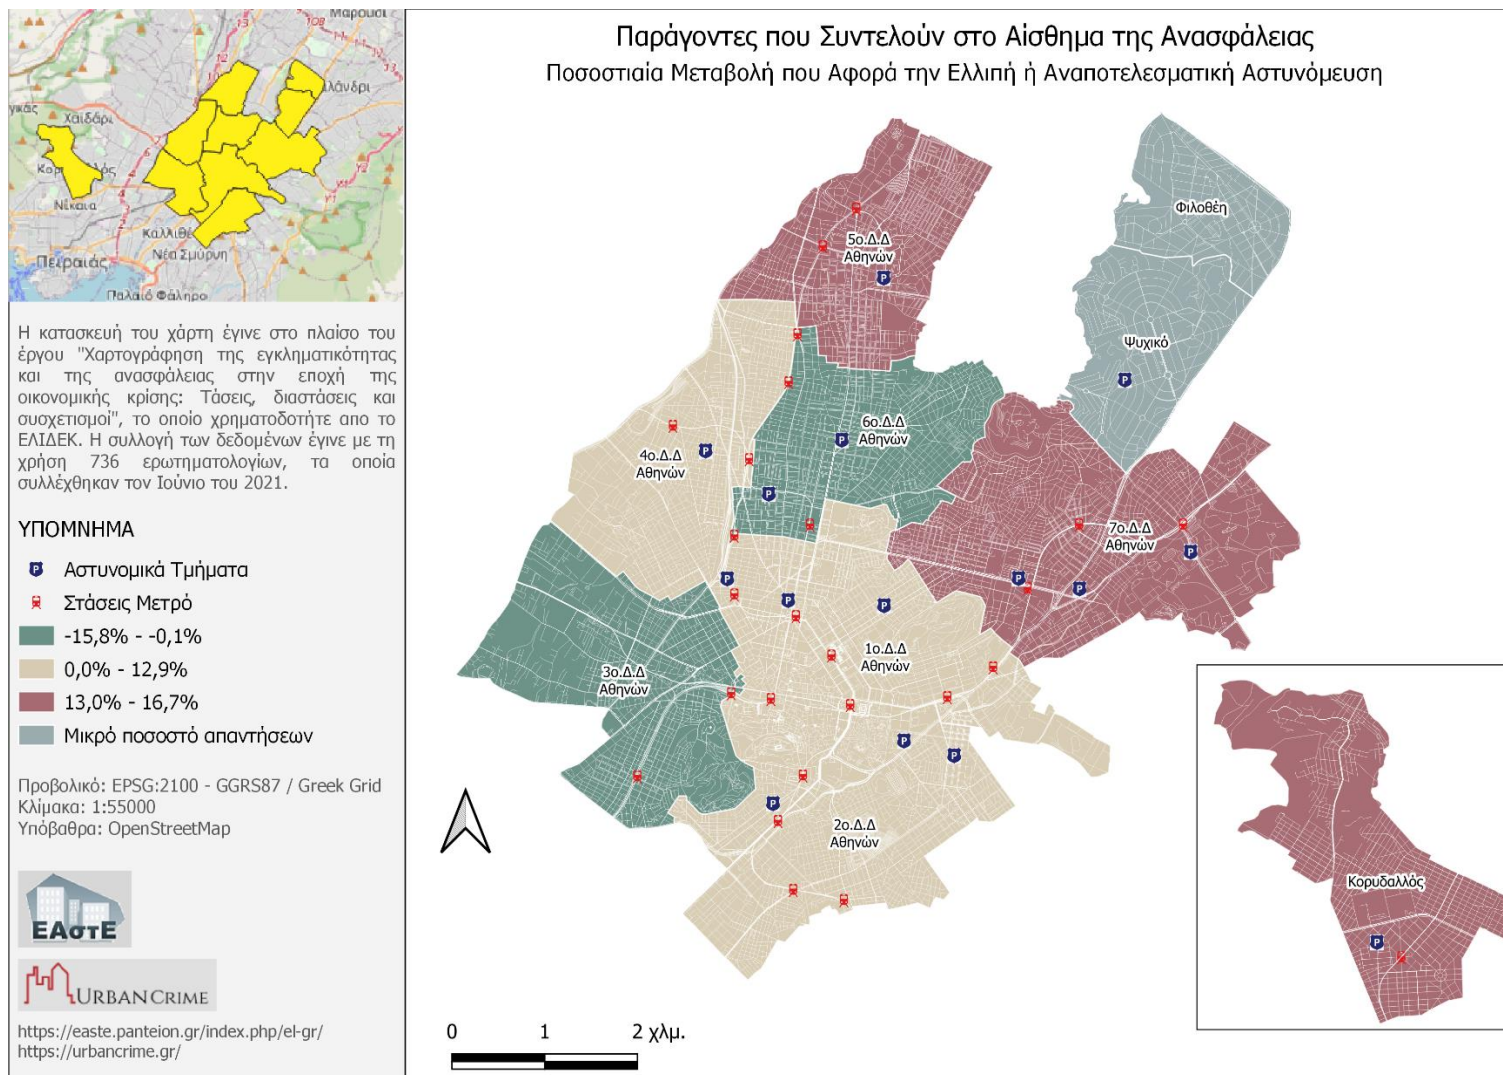 Παράγοντες που Συντελούν στο Αίσθημα της Ανασφάλειας
Ποσοστιαία Μεταβολή που Αφορά την Ελλιπή ή Αναποτελεσματική Αστυνόμευση
Χαϊδάρι
Νίκαια
Νέα Σμύρνη
Πειραιάς
Παλαιό Φάληρο
Η κατασκευή του χάρτη έγινε στο πλαίσο του
έργου "Χαρτογράφηση της εγκληματικότητας
και της ανασφάλειας στην εποχή της
οικονομικής κρίσης: Τάσεις, διαστάσεις και
συσχετισμοί", το οποίο χρηματοδοτήτε απο το
ΕΛΙΔΕΚ. Η συλλογή των δεδομένων έγινε με τη
χρήση 736 ερωτηματολογίων, τα οποία
συλλέχθηκαν τον Ιούνιο του 2021.
ΥΠΟΜΝΗΜΑ
P Αστυνομικά Τμήματα
Στάσεις Μετρό
-15,8% - -0,1%
0,0% - 12,9%
13,0% - 16,7%
Μικρό ποσοστό απαντήσεων
Προβολικό: EPSG:2100 - GGRS87 / Greek Grid
Κλίμακα: 1:55000
Υπόβαθρα: OpenStreetMap
ΕΑστΕ
URBANCRIME
https://easte.panteion.gr/index.php/el-gr/
https://urbancrime.gr/
Φιλοθέη
5ο.Δ.Δ
Αθηνών
Ψυχικό
6ο.Δ.Δ
Αθηνών
4ο.Δ.Δ
Αθηνών
7ο.Δ.Δ
Αθηνών
1ο.Δ.Δ
Αθηνών
3ο.Δ.Δ
Αθηνών
2ο.Δ.Δ
Αθηνών
Κορυδαλλός
0 1 2 χλμ.